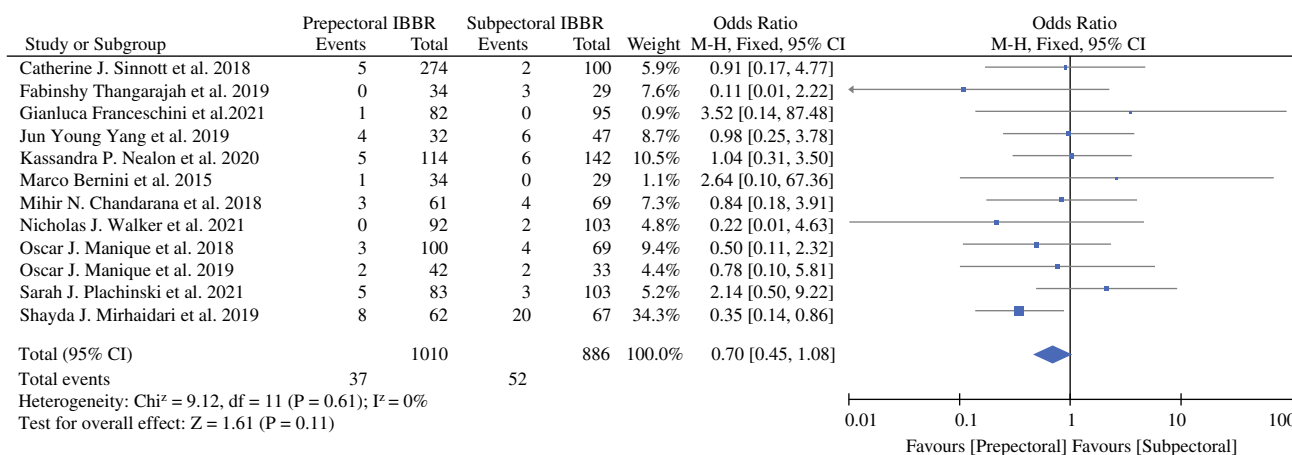 Prepectoral IBBR Subpectoral IBBR Odds Ratio Odds Ratio
Study or Subgroup Events Total Events Total Weight M-H, Fixed, 95% CI M-H, Fixed, 95% CI
Catherine J. Sinnott et al. 2018 5 274 2 100 5.9% 0.91 [0.17, 4.77]
Fabinshy Thangarajah et al. 2019 0 34 3 29 7.6% 0.11 [0.01, 2.22]
Gianluca Franceschini et al.2021 1 82 0 95 0.9% 3.52 [0.14, 87.48]
Jun Young Yang et al. 2019 4 32 6 47 8.7% 0.98 [0.25, 3.78]
Kassandra P. Nealon et al. 2020 5 114 6 142 10.5% 1.04 [0.31, 3.50]
Marco Bernini et al. 2015 1 34 0 29 1.1% 2.64 [0.10, 67.36]
Mihir N. Chandarana et al. 2018 3 61 4 69 7.3% 0.84 [0.18, 3.91]
Nicholas J. Walker et al. 2021 0 92 2 103 4.8% 0.22 [0.01, 4.63]
Oscar J. Manique et al. 2018 3 100 4 69 9.4% 0.50 [0.11, 2.32]
Oscar J. Manique et al. 2019 2 42 2 33 4.4% 0.78 [0.10, 5.81]
Sarah J. Plachinski et al. 2021 5 83 3 103 5.2% 2.14 [0.50, 9.22]
Shayda J. Mirhaidari et al. 2019 8 62 20 67 34.3% 0.35 [0.14, 0.86]
Total (95% CI) 1010 886 100.0% 0.70 [0.45, 1.08]
Total events 37 52
Heterogeneity: Chiᶻ = 9.12, df = 11 (P = 0.61); Iᶻ = 0%
Test for overall effect: Z = 1.61 (P = 0.11)
0.01 0.1 1 10 100
Favours [Prepectoral] Favours [Subpectoral]